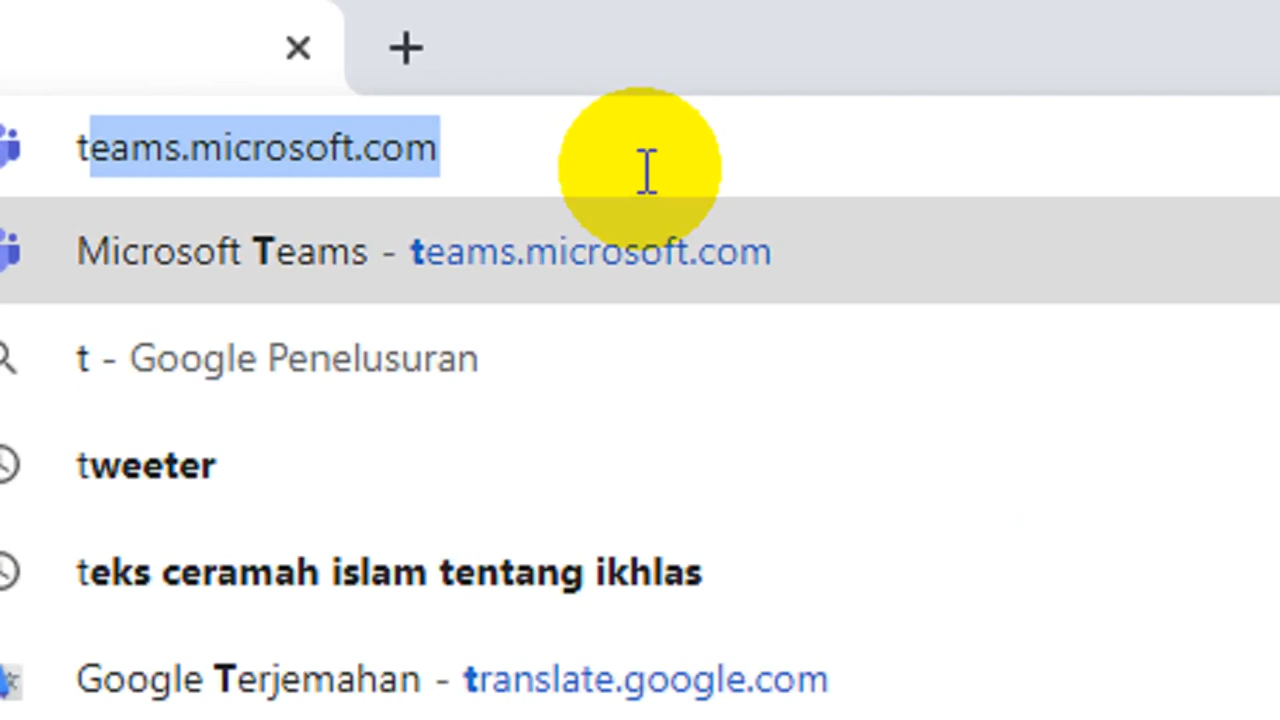 teams.microsoft.com
Microsoft Teams - teams.microsoft.com
t - Google Penelusuran
tweeter
teks ceramah islam tentang ikhlas
Google Terjemahan - translate.google.com